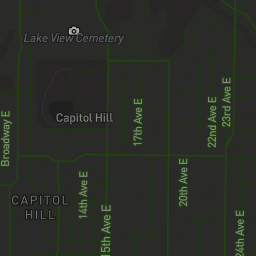 Lake View Cemetery
Capitol Hill
Broadway E
17th Ave E
22nd Ave E
23rd Ave E
CAPITOL
HILL
14th Ave E
15th Ave E
20th Ave E
24th Ave E